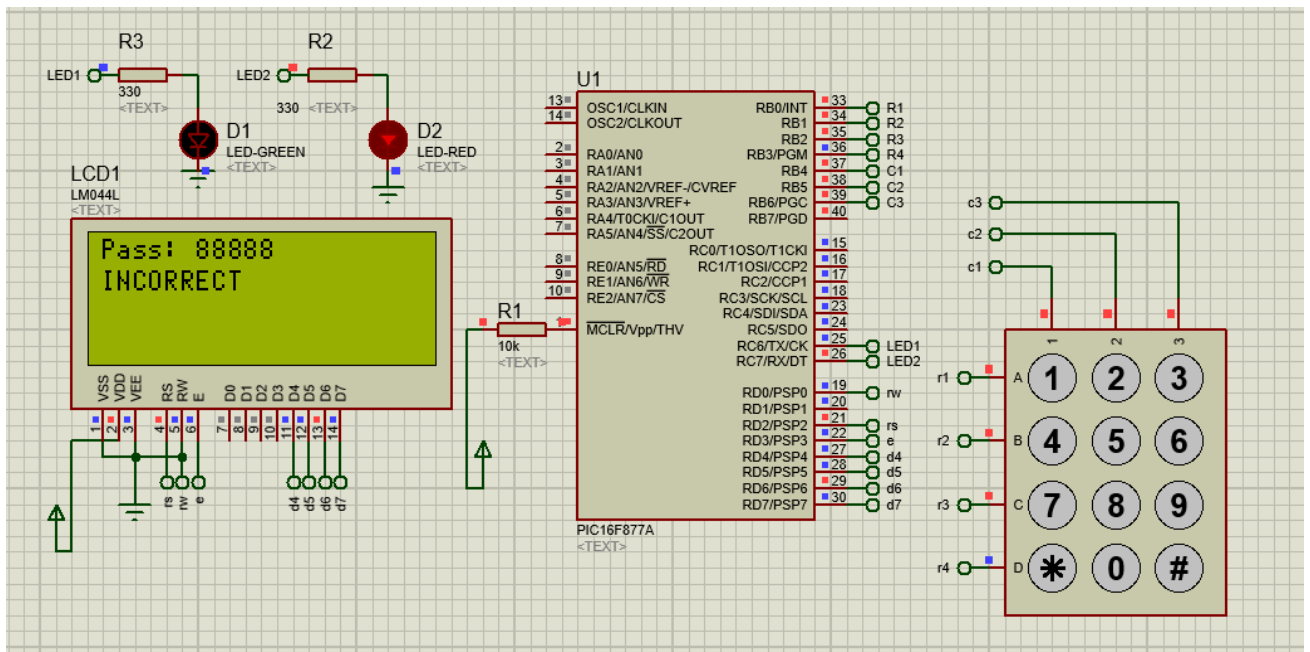 R3
R2
LED1
LED2
330
<TEXT>
330
<TEXT>
D1
LED-GREEN
<TEXT>
D2
LED-RED
<TEXT>
LCD1
LM044L
<TEXT>
Pass: 88888
INCORRECT
VSS
VDD
VEE
RS
RW
E
D0
D1
D2
D3
D4
D5
D6
D7
1
2
3
4
5
6
7
8
9
10
11
12
13
14
rs
rw
e
d4
d5
d6
d7
R1
10k
<TEXT>
U1
13 OSC1/CLKIN
14 OSC2/CLKOUT
2 RA0/AN0
3 RA1/AN1
4 RA2/AN2/VREF-/CVREF
5 RA3/AN3/VREF+
6 RA4/T0CKI/C1OUT
7 RA5/AN4/SS/C2OUT
8 RE0/AN5/RD
9 RE1/AN6/WR
10 RE2/AN7/CS
1 MCLR/Vpp/THV
RB0/INT 33 R1
RB1 34 R2
RB2 35 R3
RB3/PGM 36 R4
RB4 37 C1
RB5 38 C2
RB6/PGC 39 C3
RB7/PGD 40
RC0/T1OSO/T1CKI 15
RC1/T1OSI/CCP2 16
RC2/CCP1 17
RC3/SCK/SCL 18
RC4/SDI/SDA 23
RC5/SDO 24
RC6/TX/CK 25 LED1
RC7/RX/DT 26 LED2
RD0/PSP0 19 rw
RD1/PSP1 20
RD2/PSP2 21 rs
RD3/PSP3 22 e
RD4/PSP4 27 d4
RD5/PSP5 28 d5
RD6/PSP6 29 d6
RD7/PSP7 30 d7
PIC16F877A
<TEXT>
c3
c2
c1
1 2 3
r1 A 1 2 3
r2 B 4 5 6
r3 C 7 8 9
r4 D * 0 #